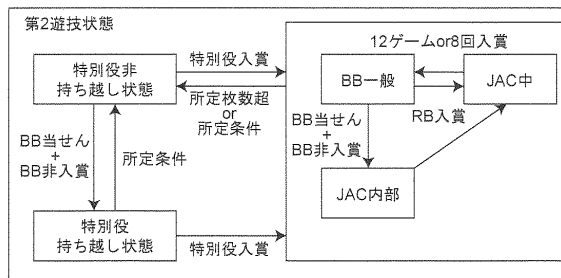 第2遊技状態
12ゲームor8回入賞
特別役非
持ち越し状態
特別役入賞
所定枚数超
or
所定条件
BB一般
JAC中
RB入賞
BB当せん
+
BB非入賞
所定条件
BB当せん
+
BB非入賞
JAC内部
特別役
持ち越し状態
特別役入賞